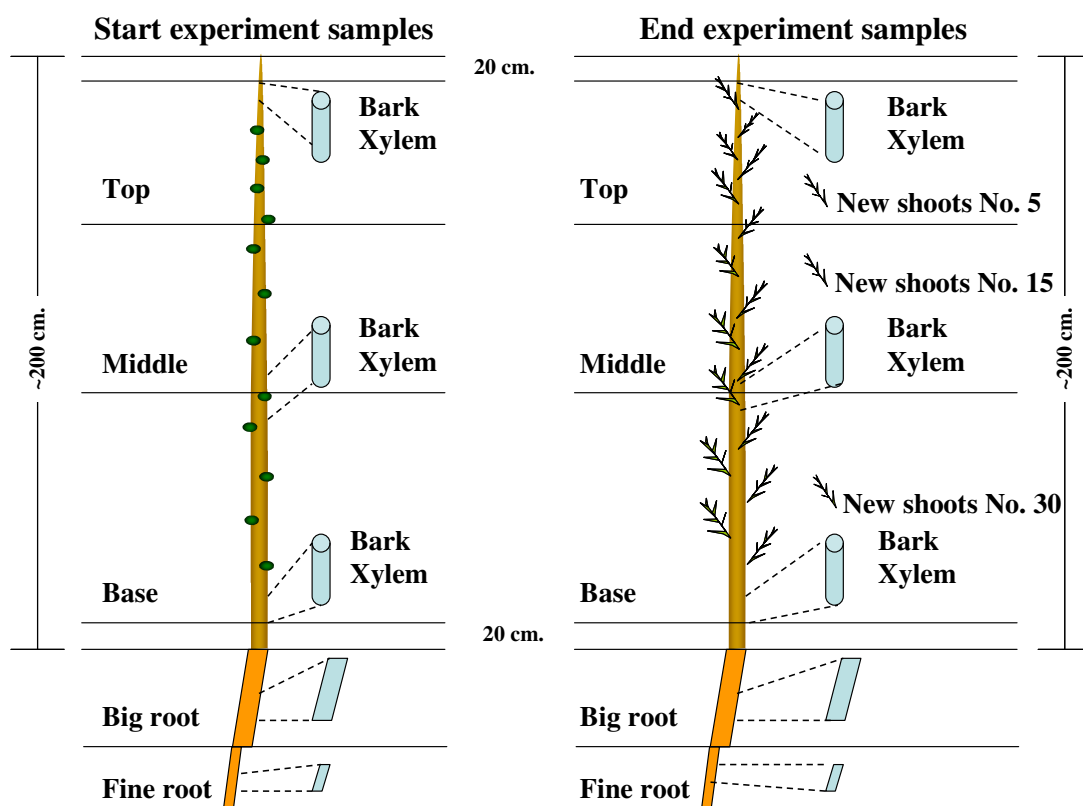 Start experiment samples
End experiment samples
20 cm.
Bark
Xylem
Top
Bark
Xylem
Top
New shoots No. 5
~200 cm.
Bark
Xylem
Middle
New shoots No. 15
Bark
Xylem
Middle
~200 cm.
Bark
Xylem
Base
New shoots No. 30
Bark
Xylem
Base
20 cm.
Big root
Big root
Fine root
Fine root